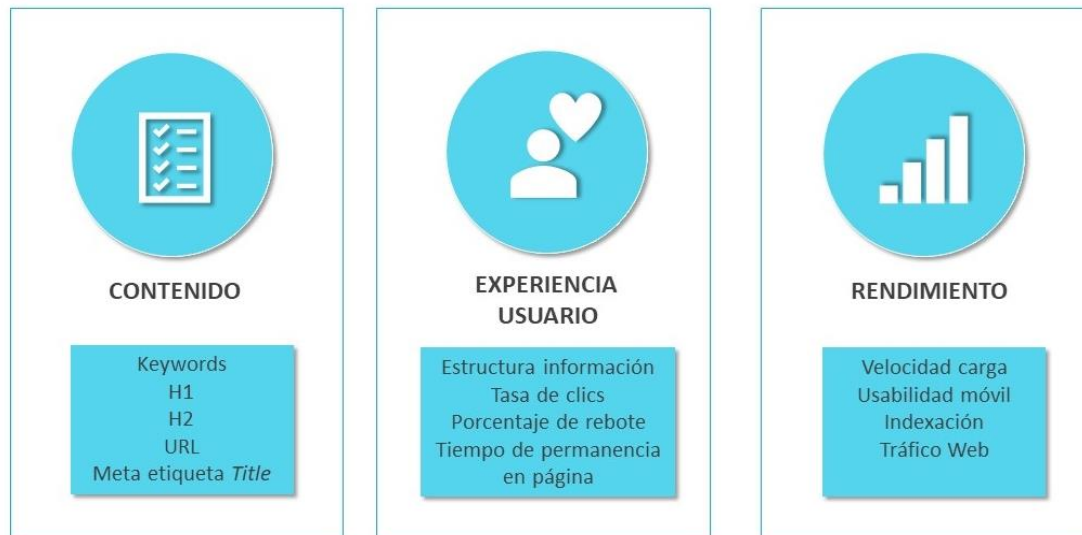 CONTENIDO
Keywords
H1
H2
URL
Meta etiqueta Title
EXPERIENCIA
USUARIO
Estructura información
Tasa de clics
Porcentaje de rebote
Tiempo de permanencia
en página
RENDIMIENTO
Velocidad carga
Usabilidad móvil
Indexación
Tráfico Web